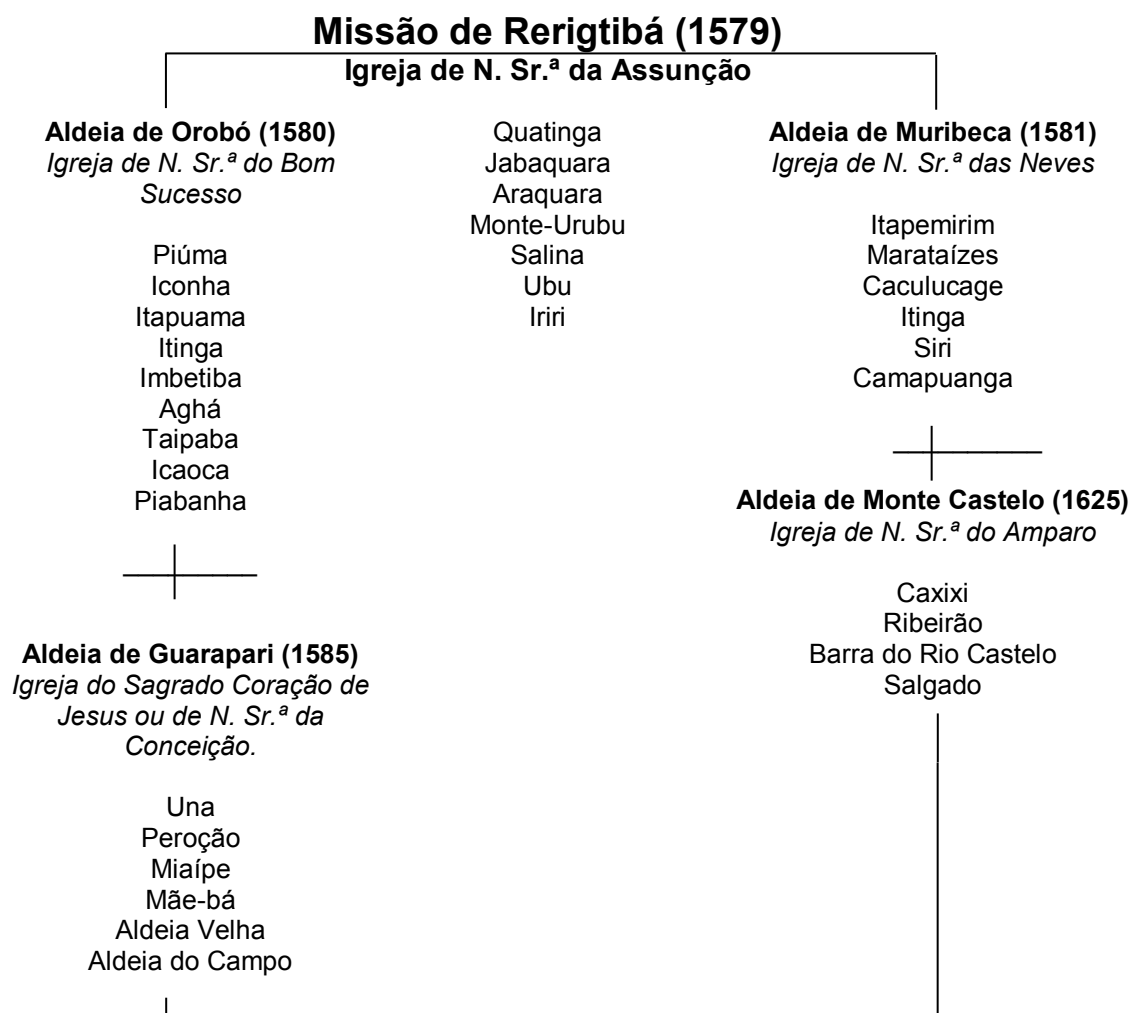 Missão de Rerigtibá (1579)
Igreja de N. Sr.ª da Assunção
Aldeia de Orobó (1580)
Igreja de N. Sr.ª do Bom
Sucesso
Piúma
Iconha
Itapuama
Itinga
Imbetiba
Aghá
Taipaba
Icaoca
Piabanha
Aldeia de Guarapari (1585)
Igreja do Sagrado Coração de
Jesus ou de N. Sr.ª da
Conceição.
Una
Peroção
Miaípe
Mãe-bá
Aldeia Velha
Aldeia do Campo
Quatinga
Jabaquara
Araquara
Monte-Urubu
Salina
Ubu
Iriri
Aldeia de Muribeca (1581)
Igreja de N. Sr.ª das Neves
Itapemirim
Marataízes
Caculucage
Itinga
Siri
Camapuanga
Aldeia de Monte Castelo (1625)
Igreja de N. Sr.ª do Amparo
Caxixi
Ribeirão
Barra do Rio Castelo
Salgado